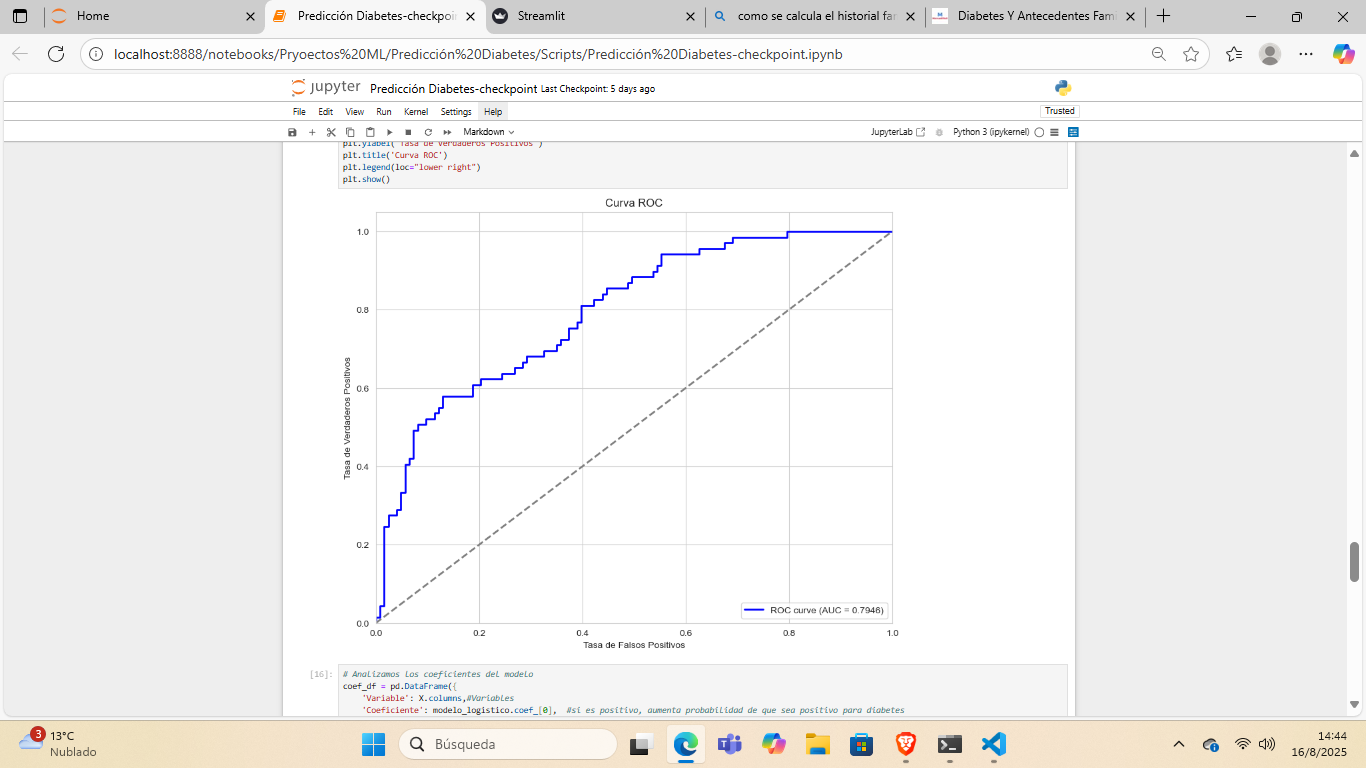 Home
Predicción Diabetes-checkpoin
Streamlit
como se calcula el historial far
Diabetes Y Antecedentes Fami
localhost:8888/notebooks/Pryoectos%20ML/Predicción%20Diabetes/Scripts/Predicción%20Diabetes-checkpoint.ipynb
jupyter Predicción Diabetes-checkpoint Last Checkpoint: 5 days ago
File Edit View Run Kernel Settings Help
Trusted
Markdown
JupyterLab
Python 3 (ipykernel)
plt.ylabel('Tasa de Verdaderos Positivos')
plt.title('Curva ROC')
plt.legend(loc="lower right")
plt.show()
Curva ROC
1.0
0.8
0.6
0.4
0.2
0.0
Tasa de Verdaderos Positivos
ROC curve (AUC = 0.7946)
0.0 0.2 0.4 0.6 0.8 1.0
Tasa de Falsos Positivos
[16]:
# Analizamos los coeficientes del modelo
coef_df = pd.DataFrame({
'Variable': X.columns,#Variables
'Coeficiente': modelo_logistico.coef_[0], #si es positivo, aumenta probabilidad de que sea positivo para diabetes
3
13°C
Nublado
Búsqueda
14:44
16/8/2025